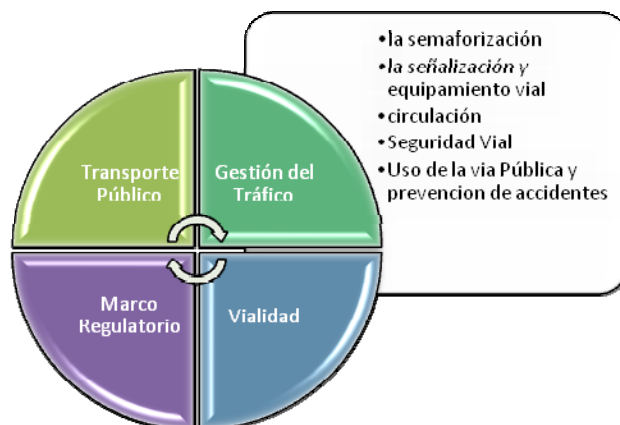 •la semaforización
•la señalización y
equipamiento vial
•circulación
•Seguridad Vial
•Uso de la via Pública y
prevencion de accidentes
Transporte
Público
Gestión del
Tráfico
Marco
Regulatorio
Vialidad